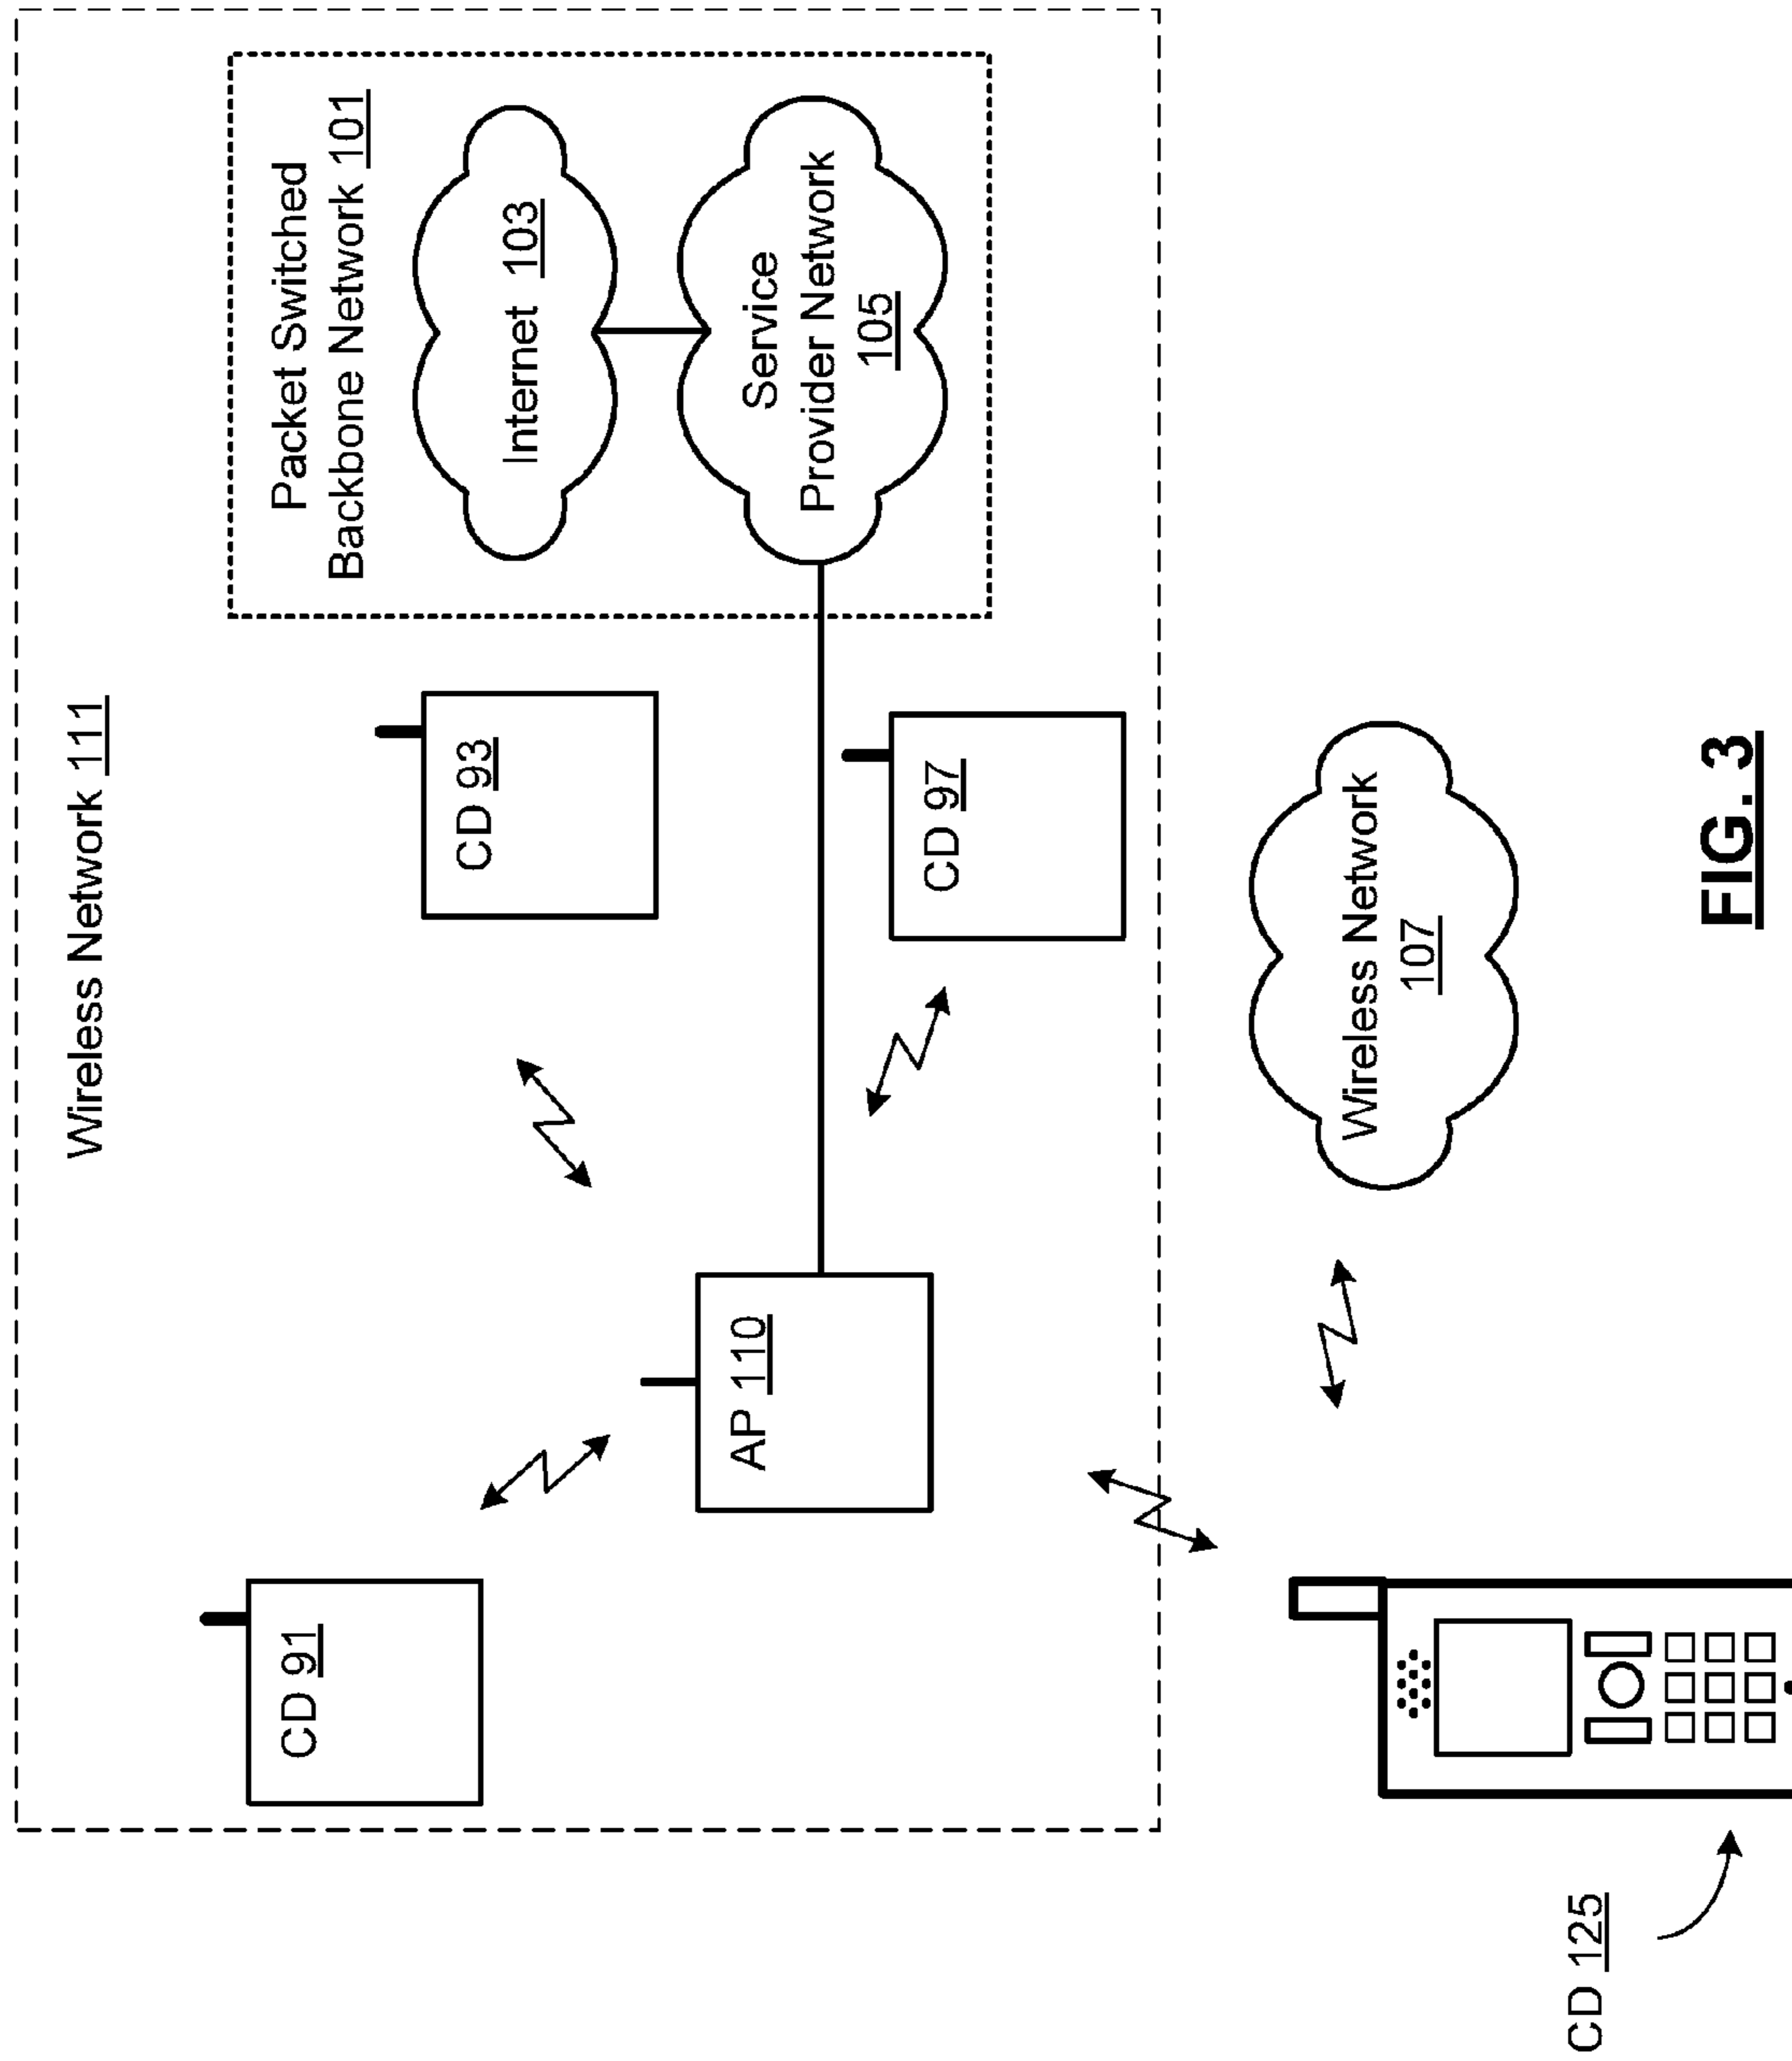 Wireless Network 111
Packet Switched
Backbone Network 101
Internet 103
Service
Provider Network
105
CD 91
CD 93
AP 110
CD 97
Wireless Network
107
CD 125
FIG. 3